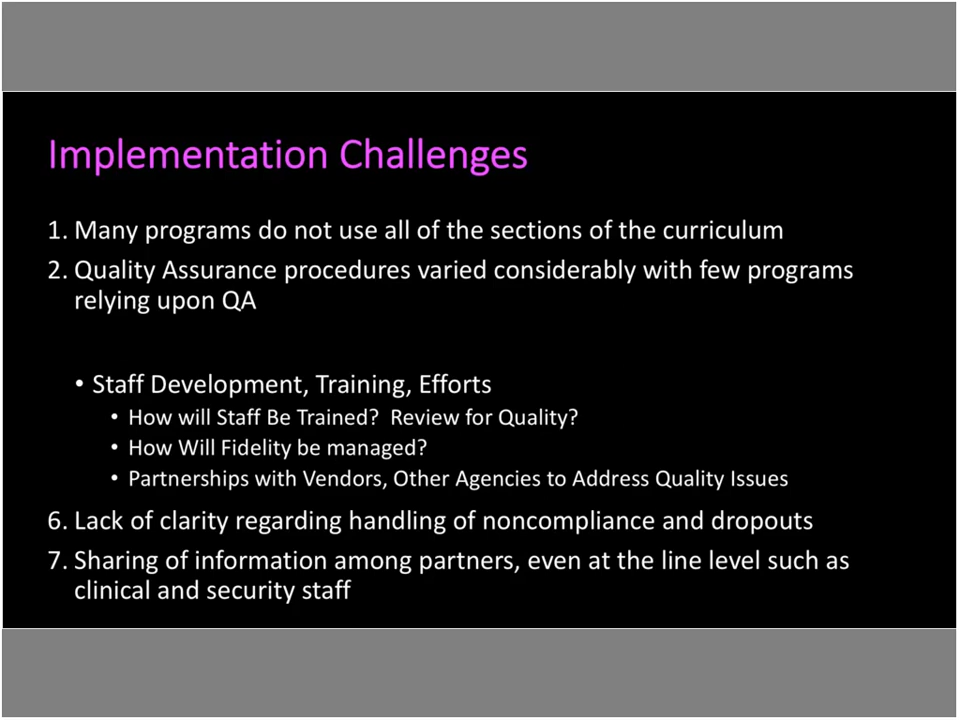 Implementation Challenges
1. Many programs do not use all of the sections of the curriculum
2. Quality Assurance procedures varied considerably with few programs
relying upon QA
• Staff Development, Training, Efforts
• How will Staff Be Trained?  Review for Quality?
• How Will Fidelity be managed?
• Partnerships with Vendors, Other Agencies to Address Quality Issues
6. Lack of clarity regarding handling of noncompliance and dropouts
7. Sharing of information among partners, even at the line level such as
clinical and security staff